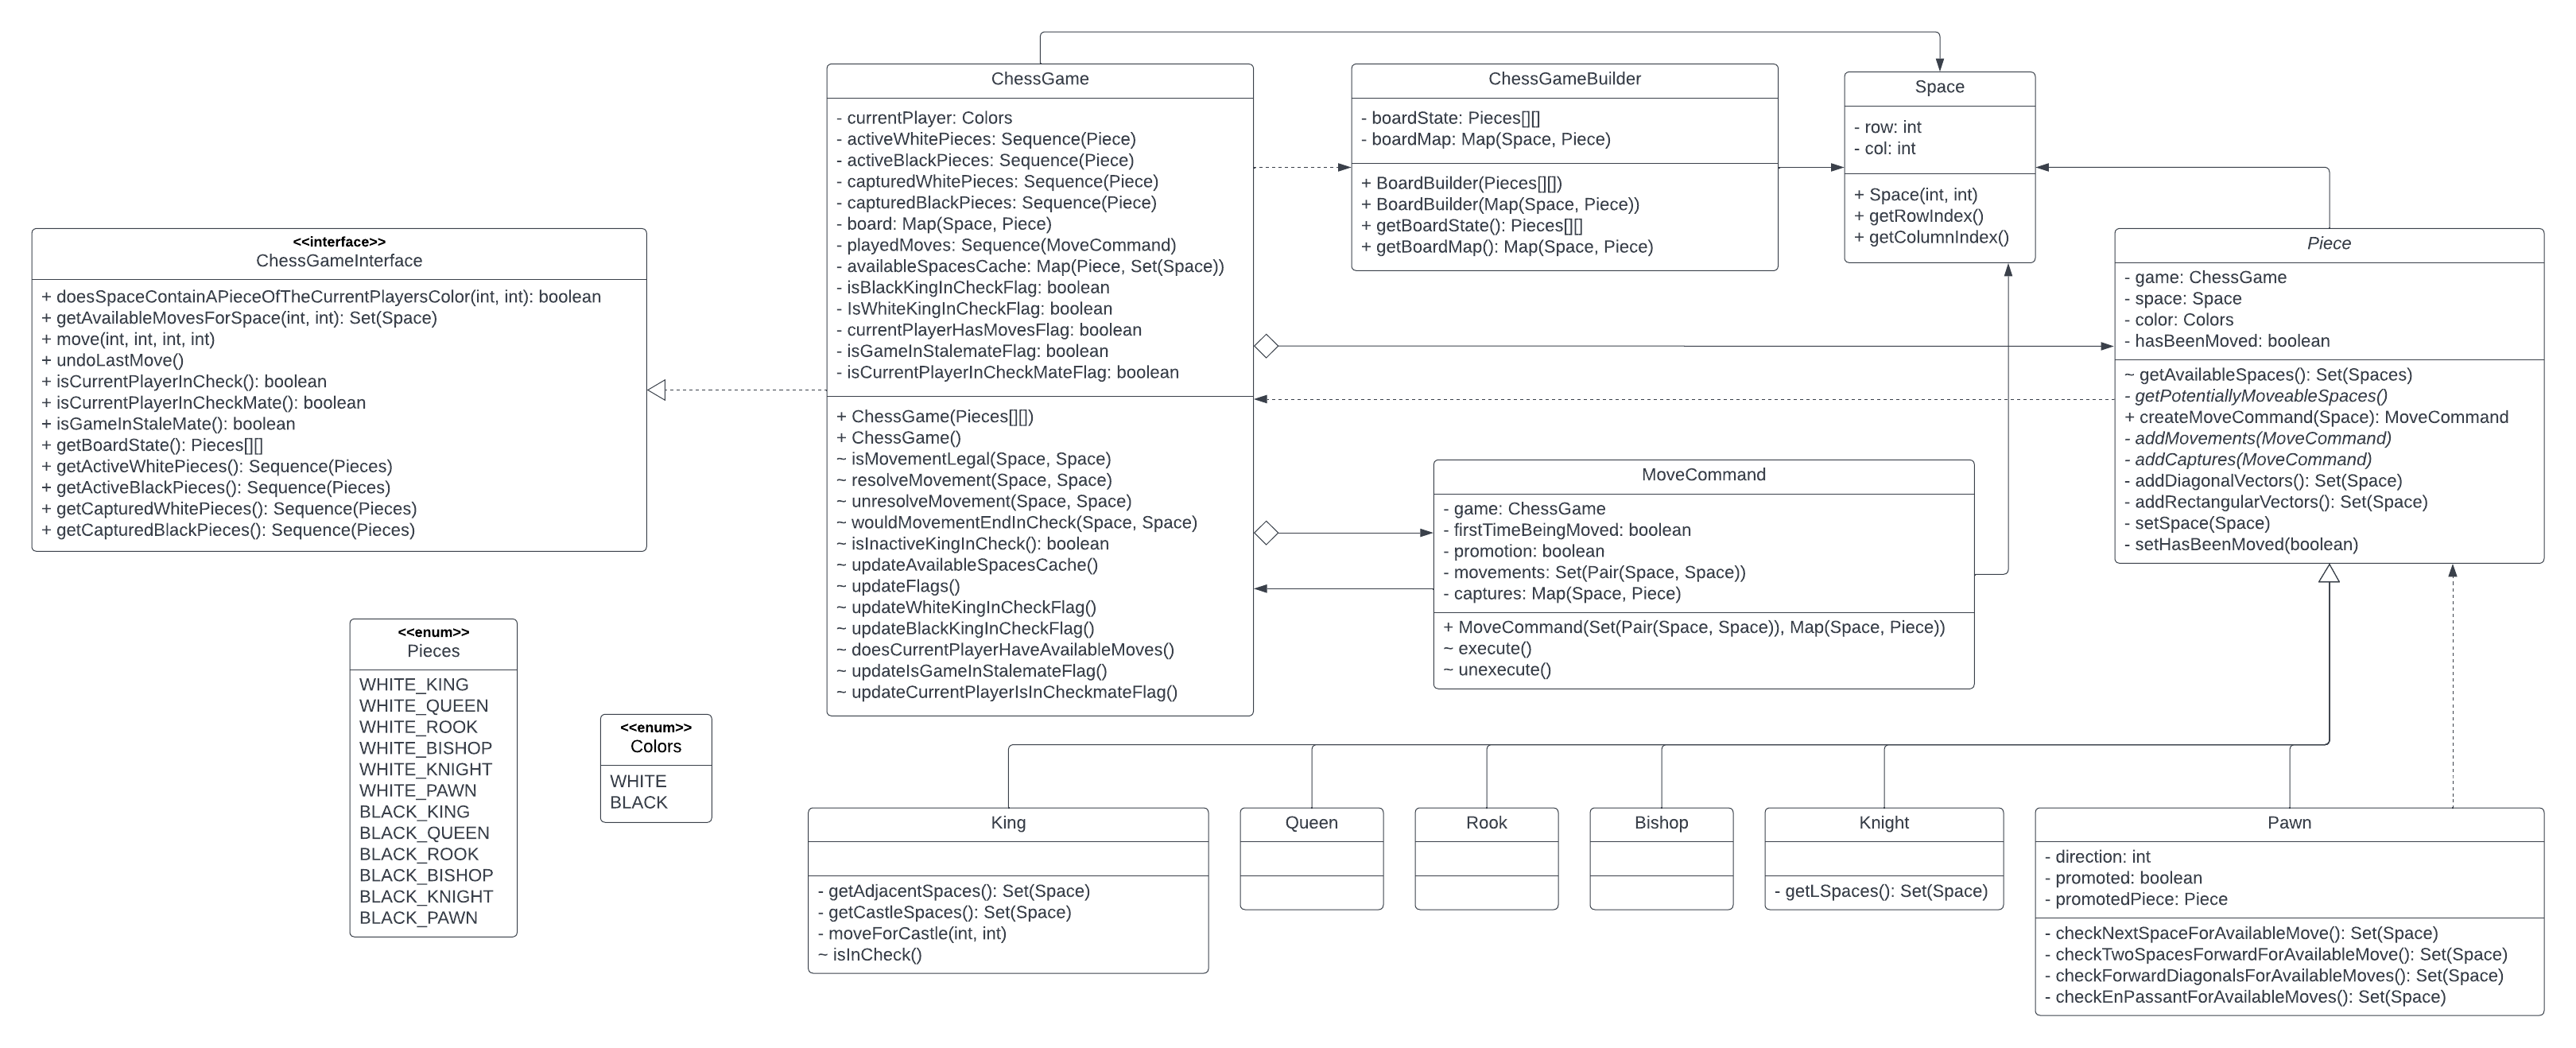 ChessGame
- currentPlayer: Colors
- activeWhitePieces: Sequence(Piece)
- activeBlackPieces: Sequence(Piece)
- capturedWhitePieces: Sequence(Piece)
- capturedBlackPieces: Sequence(Piece)
- board: Map(Space, Piece)
- playedMoves: Sequence(MoveCommand)
- availableSpacesCache: Map(Piece, Set(Space))
- isBlackKingInCheckFlag: boolean
- IsWhiteKingInCheckFlag: boolean
- currentPlayerHasMovesFlag: boolean
- isGameInStalemateFlag: boolean
- isCurrentPlayerInCheckMateFlag: boolean
+ ChessGame(Pieces[][])
+ ChessGame()
~ isMovementLegal(Space, Space)
~ resolveMovement(Space, Space)
~ unresolveMovement(Space, Space)
~ wouldMovementEndInCheck(Space, Space)
~ isInactiveKingInCheck(): boolean
~ updateAvailableSpacesCache()
~ updateFlags()
~ updateWhiteKingInCheckFlag()
~ updateBlackKingInCheckFlag()
~ doesCurrentPlayerHaveAvailableMoves()
~ updateIsGameInStalemateFlag()
~ updateCurrentPlayerIsInCheckmateFlag()
ChessGameBuilder
- boardState: Pieces[][]
- boardMap: Map(Space, Piece)
+ BoardBuilder(Pieces[][])
+ BoardBuilder(Map(Space, Piece))
+ getBoardState(): Pieces[][]
+ getBoardMap(): Map(Space, Piece)
Space
- row: int
- col: int
+ Space(int, int)
+ getRowIndex()
+ getColumnIndex()
<<interface>>
ChessGameInterface
+ doesSpaceContainAPieceOfTheCurrentPlayersColor(int, int): boolean
+ getAvailableMovesForSpace(int, int): Set(Space)
+ move(int, int, int, int)
+ undoLastMove()
+ isCurrentPlayerInCheck(): boolean
+ isCurrentPlayerInCheckMate(): boolean
+ isGameInStaleMate(): boolean
+ getBoardState(): Pieces[][]
+ getActiveWhitePieces(): Sequence(Pieces)
+ getActiveBlackPieces(): Sequence(Pieces)
+ getCapturedWhitePieces(): Sequence(Pieces)
+ getCapturedBlackPieces(): Sequence(Pieces)
Piece
- game: ChessGame
- space: Space
- color: Colors
- hasBeenMoved: boolean
~ getAvailableSpaces(): Set(Spaces)
- getPotentiallyMoveableSpaces()
+ createMoveCommand(Space): MoveCommand
- addMovements(MoveCommand)
- addCaptures(MoveCommand)
- addDiagonalVectors(): Set(Space)
- addRectangularVectors(): Set(Space)
- setSpace(Space)
- setHasBeenMoved(boolean)
MoveCommand
- game: ChessGame
- firstTimeBeingMoved: boolean
- promotion: boolean
- movements: Set(Pair(Space, Space))
- captures: Map(Space, Piece)
+ MoveCommand(Set(Pair(Space, Space)), Map(Space, Piece))
~ execute()
~ unexecute()
<<enum>>
Pieces
WHITE_KING
WHITE_QUEEN
WHITE_ROOK
WHITE_BISHOP
WHITE_KNIGHT
WHITE_PAWN
BLACK_KING
BLACK_QUEEN
BLACK_ROOK
BLACK_BISHOP
BLACK_KNIGHT
BLACK_PAWN
<<enum>>
Colors
WHITE
BLACK
King
- getAdjacentSpaces(): Set(Space)
- getCastleSpaces(): Set(Space)
- moveForCastle(int, int)
~ isInCheck()
Queen
Rook
Bishop
Knight
- getLSpaces(): Set(Space)
Pawn
- direction: int
- promoted: boolean
- promotedPiece: Piece
- checkNextSpaceForAvailableMove(): Set(Space)
- checkTwoSpacesForwardForAvailableMove(): Set(Space)
- checkForwardDiagonalsForAvailableMoves(): Set(Space)
- checkEnPassantForAvailableMoves(): Set(Space)